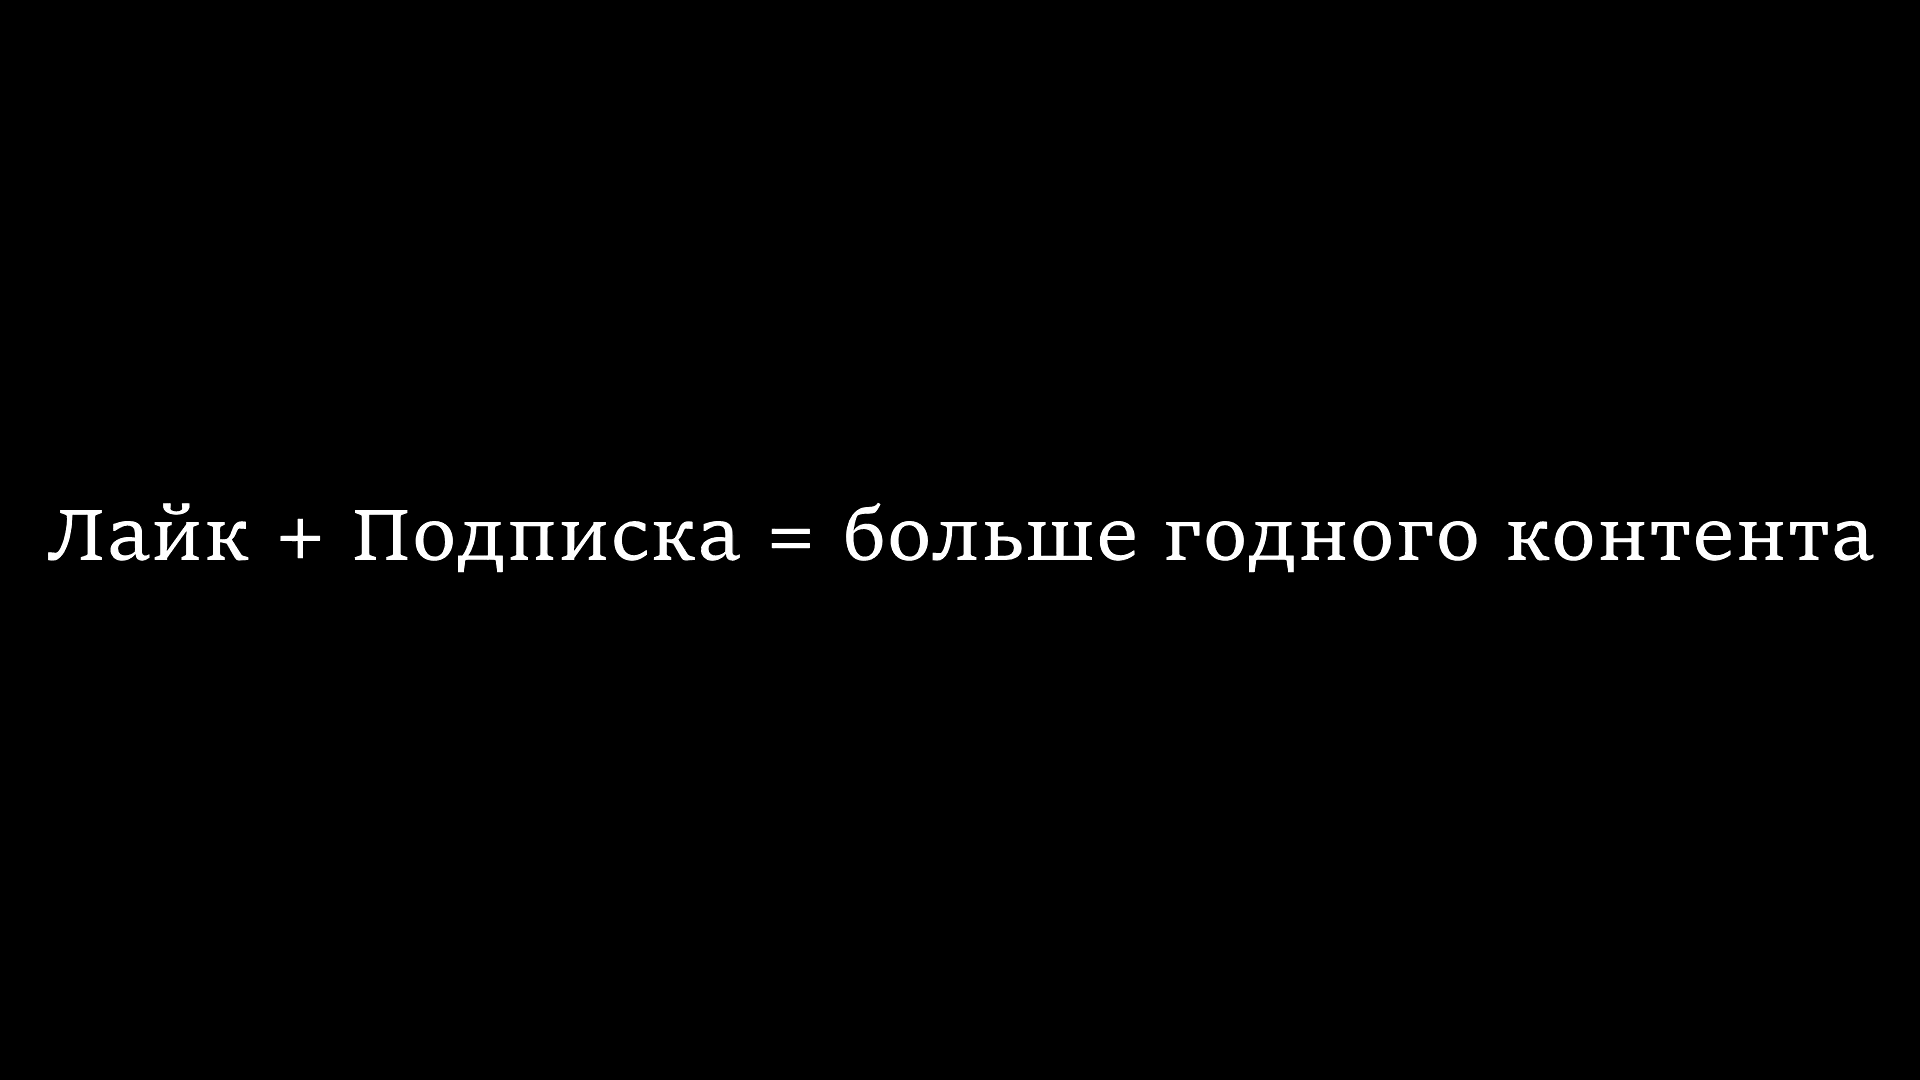 Лайк + Подписка = больше годного контента